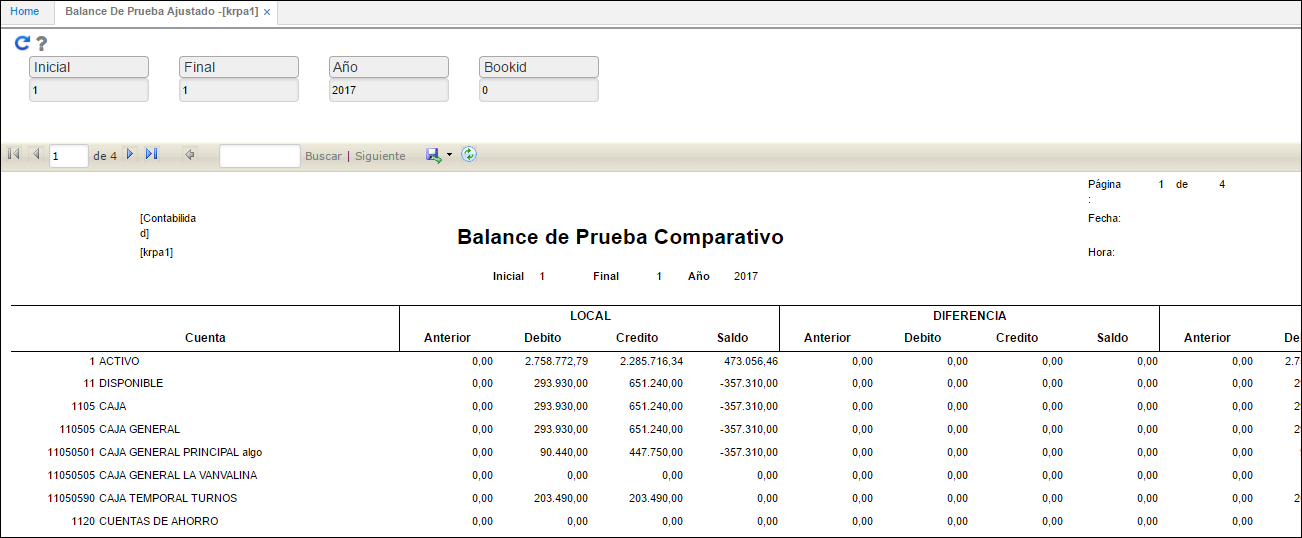 Home Balance De Prueba Ajustado -[krpa1] ×
?
Inicial Final Año Bookid
1 1 2017 0
1 de 4 Buscar | Siguiente
Página 1 de 4
:
[Contabilida Fecha:
d]
Balance de Prueba Comparativo
[krpa1] Hora:
Inicial 1 Final 1 Año 2017
LOCAL DIFERENCIA
Cuenta Anterior Debito Credito Saldo Anterior Debito Credito Saldo Anterior De
1 ACTIVO 0,00 2.758.772,79 2.285.716,34 473.056,46 0,00 0,00 0,00 0,00 0,00 2.7
11 DISPONIBLE 0,00 293.930,00 651.240,00 -357.310,00 0,00 0,00 0,00 0,00 0,00 29
1105 CAJA 0,00 293.930,00 651.240,00 -357.310,00 0,00 0,00 0,00 0,00 0,00 29
110505 CAJA GENERAL 0,00 293.930,00 651.240,00 -357.310,00 0,00 0,00 0,00 0,00 0,00 29
11050501 CAJA GENERAL PRINCIPAL algo 0,00 90.440,00 447.750,00 -357.310,00 0,00 0,00 0,00 0,00 0,00
11050505 CAJA GENERAL LA VANVALINA 0,00 0,00 0,00 0,00 0,00 0,00 0,00 0,00 0,00
11050590 CAJA TEMPORAL TURNOS 0,00 203.490,00 203.490,00 0,00 0,00 0,00 0,00 0,00 0,00 20
1120 CUENTAS DE AHORRO 0,00 0,00 0,00 0,00 0,00 0,00 0,00 0,00 0,00